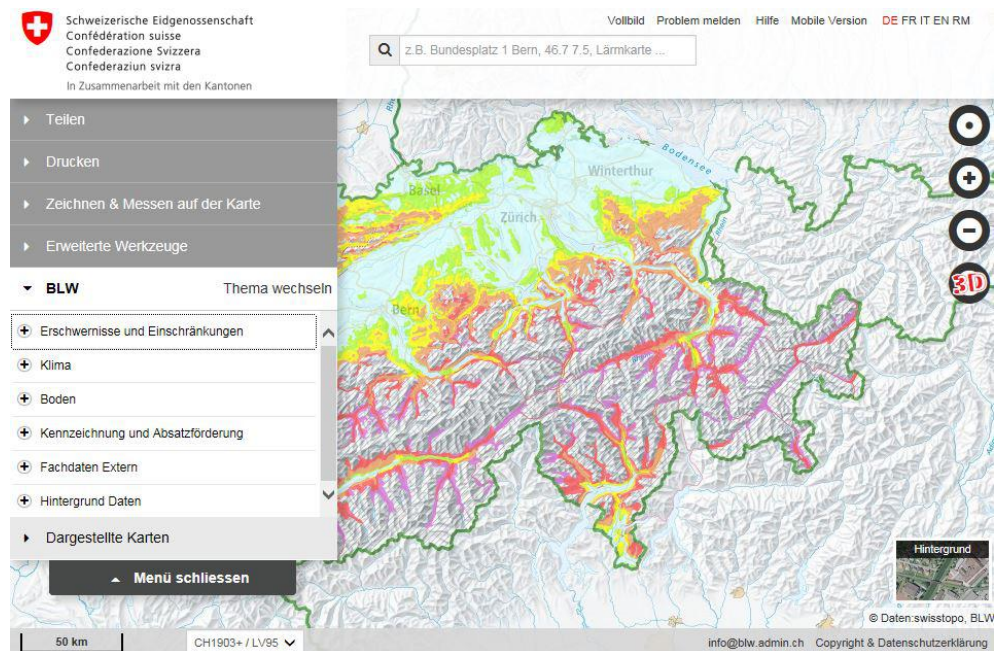 Schweizerische Eidgenossenschaft
Confédération suisse
Confederazione Svizzera
Confederaziun svizra
In Zusammenarbeit mit den Kantonen
Vollbild Problem melden Hilfe Mobile Version DE FR IT EN RM
z.B. Bundesplatz 1 Bern, 46.7 7.5, Lärmkarte ...
Teilen
Drucken
Zeichnen & Messen auf der Karte
Erweiterte Werkzeuge
BLW Thema wechseln
Erschwernisse und Einschränkungen
Klima
Boden
Kennzeichnung und Absatzförderung
Fachdaten Extern
Hintergrund Daten
Dargestellte Karten
Menü schliessen
Basel
Winterthur
Bodensee
Zürich
Bern
3D
Hintergrund
© Daten:swisstopo, BLW
50 km
CH1903+ / LV95
info@blw.admin.ch Copyright & Datenschutzerklärung